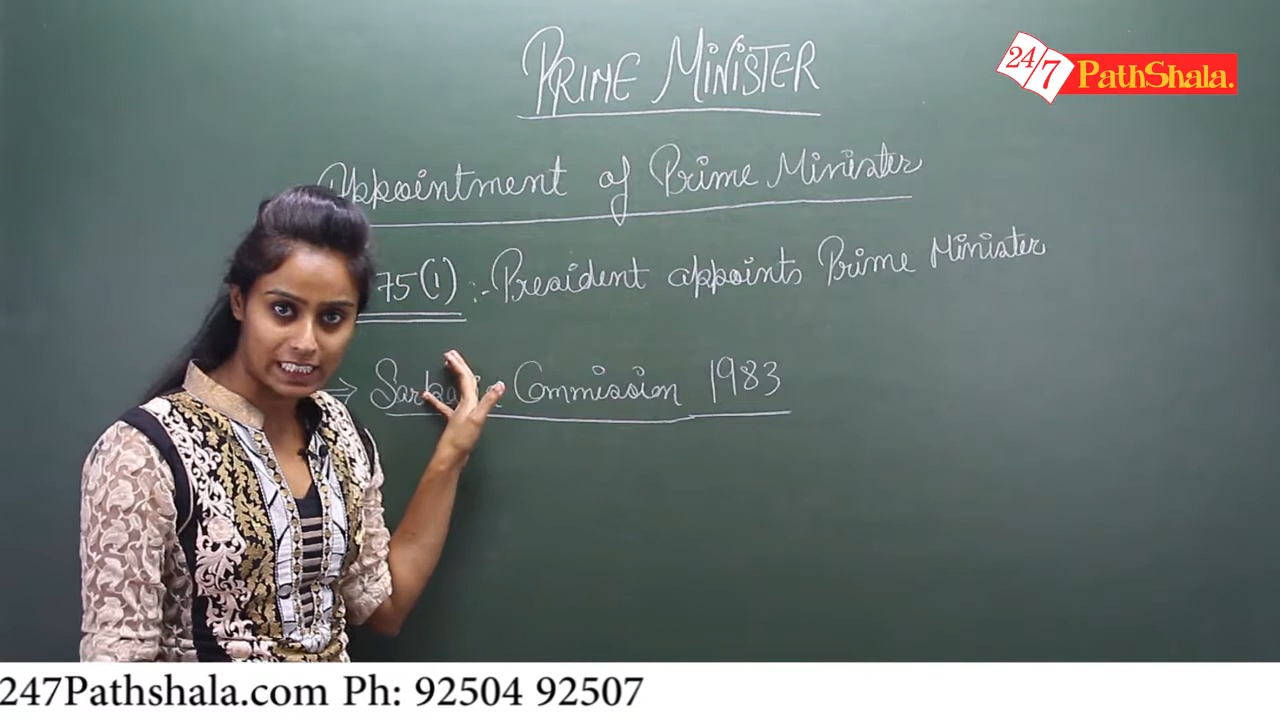 PRIME MINISTER
24/7 PathShala.
Appointment of Prime Minister
75(1) :- President appoints Prime Minister
⇒ Commission 1983
247Pathshala.com Ph: 92504 92507